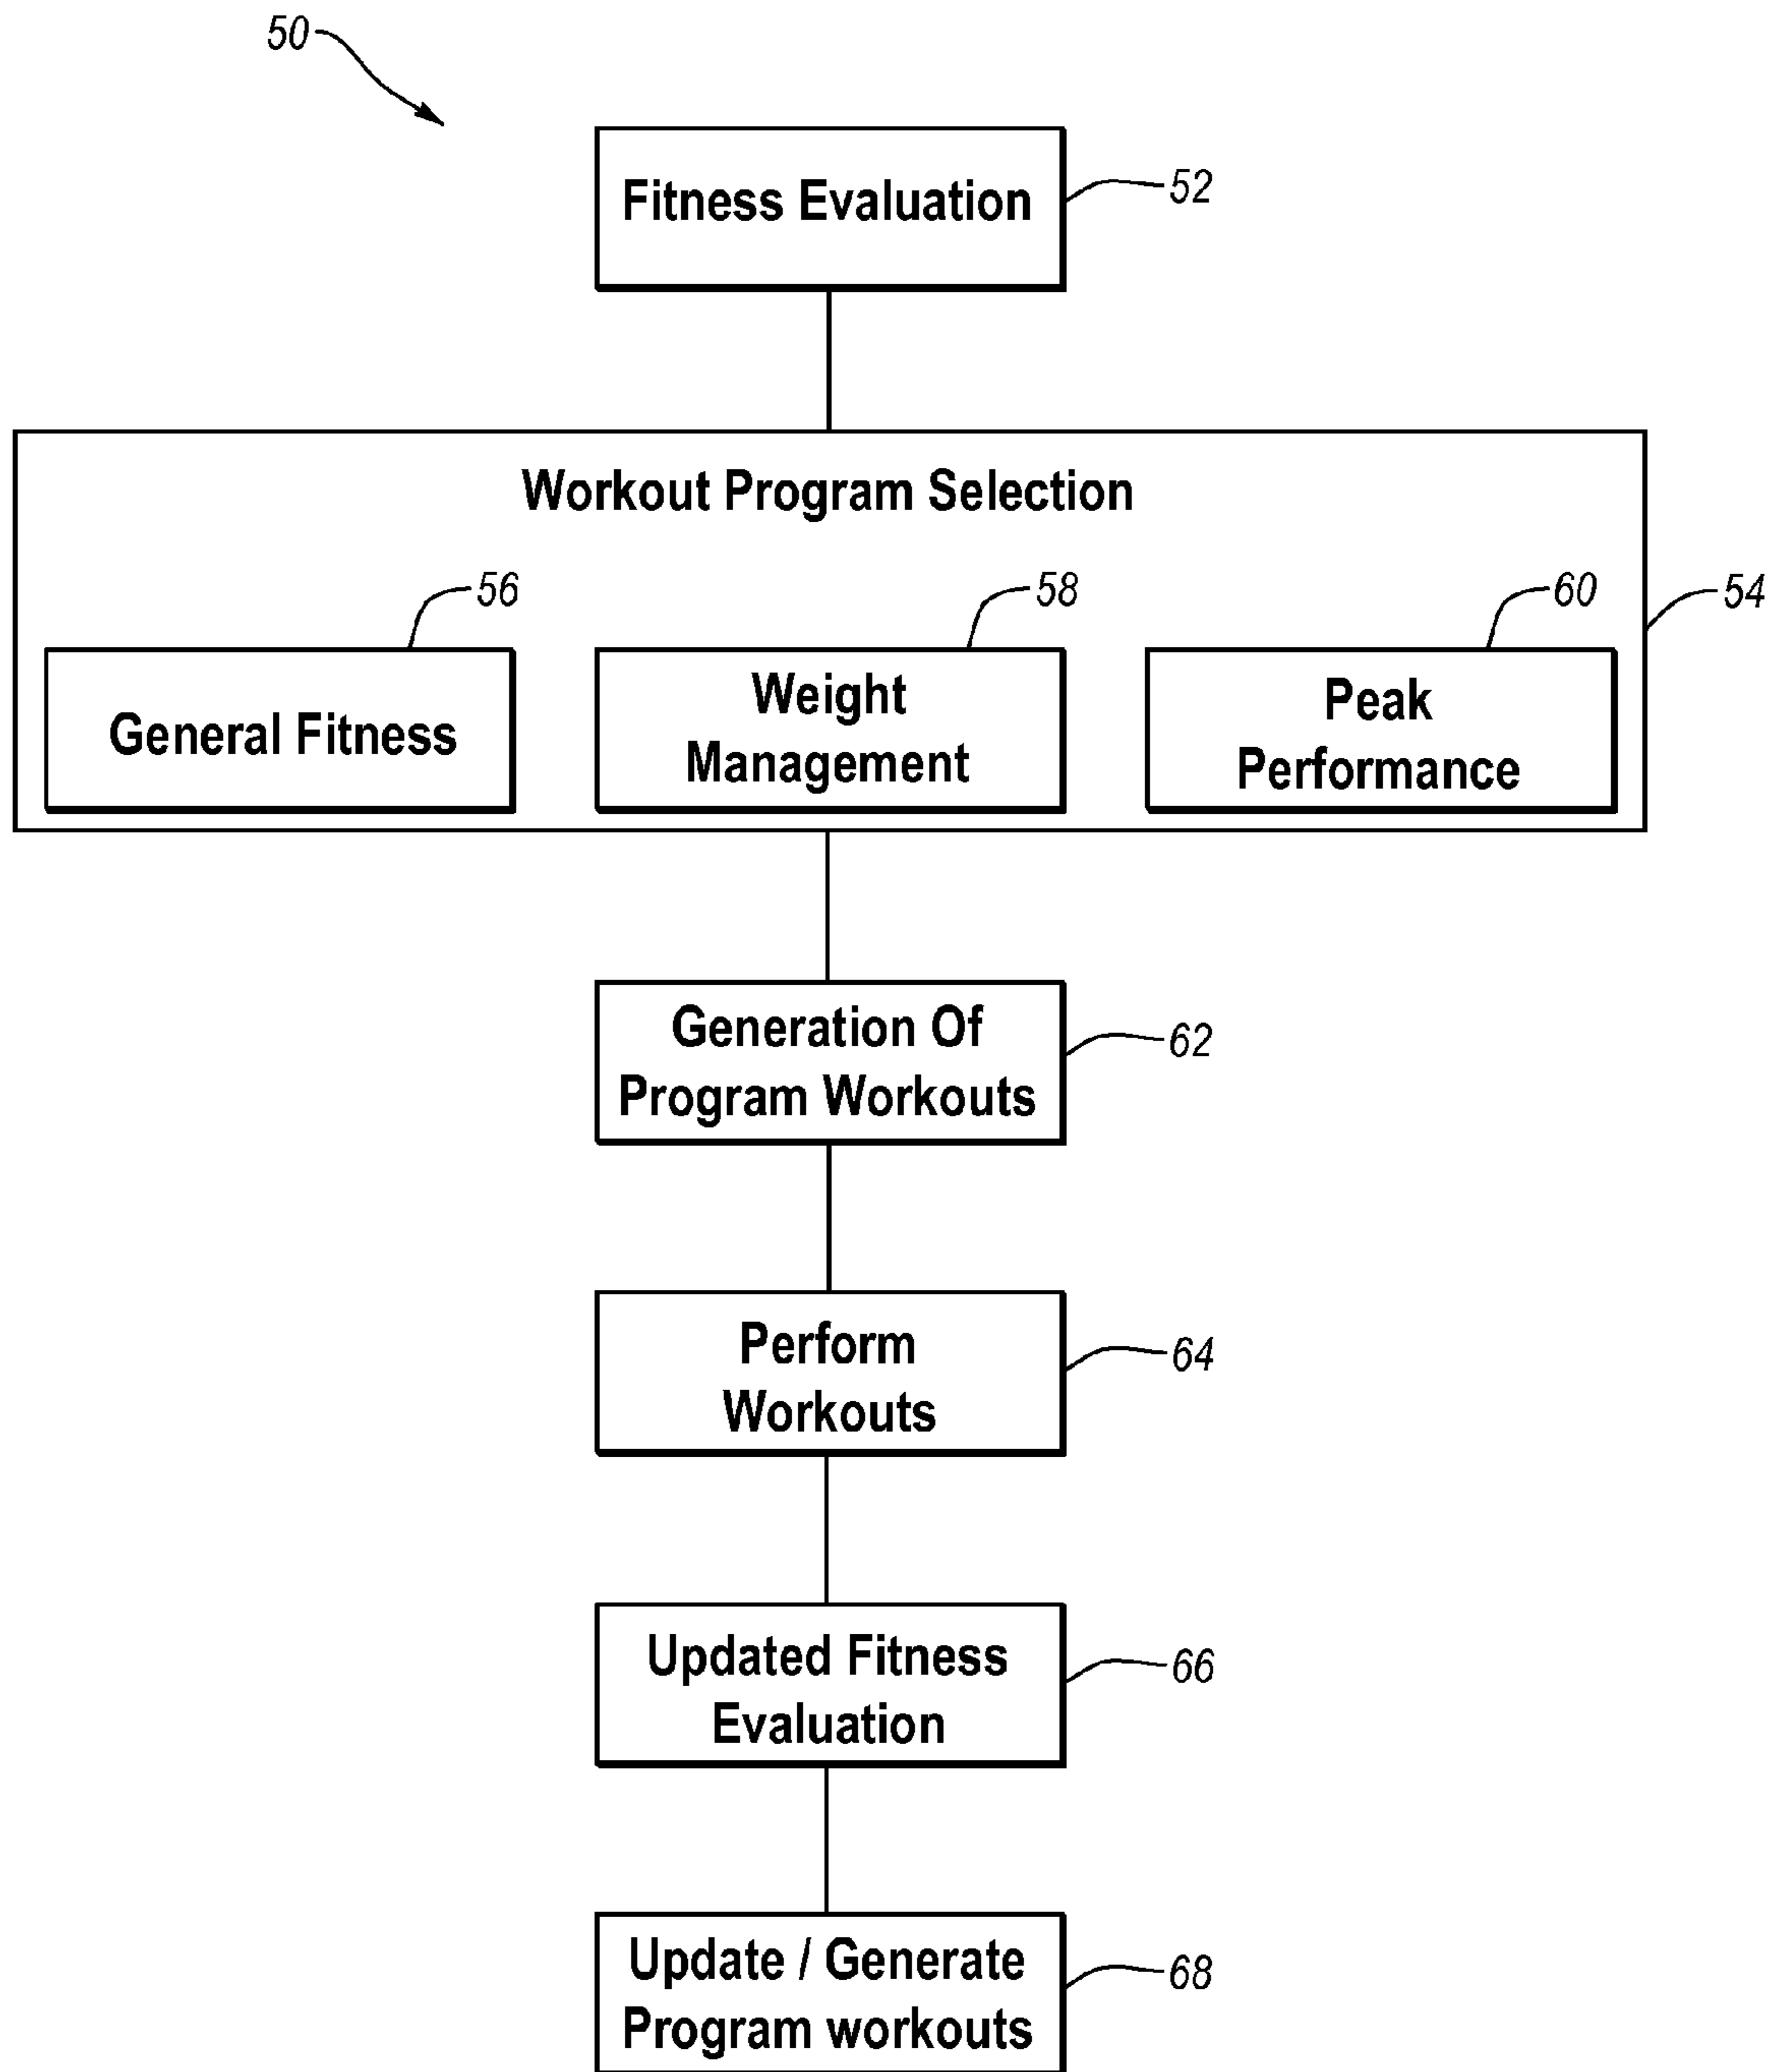 50
Fitness Evaluation
52
Workout Program Selection
56
58
60
54
General Fitness
Weight
Management
Peak
Performance
Generation Of
Program Workouts
62
Perform
Workouts
64
Updated Fitness
Evaluation
66
Update / Generate
Program workouts
68